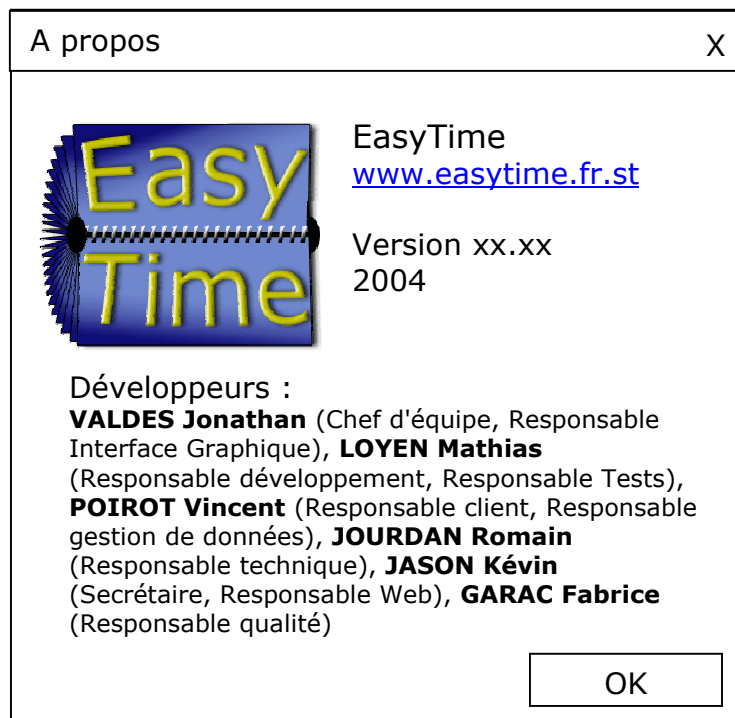 A propos
X
Easy
Time
EasyTime
www.easytime.fr.st
Version xx.xx
2004
Développeurs :
VALDES Jonathan (Chef d'équipe, Responsable
Interface Graphique), LOYEN Mathias
(Responsable développement, Responsable Tests),
POIROT Vincent (Responsable client, Responsable
gestion de données), JOURDAN Romain
(Responsable technique), JASON Kévin
(Secrétaire, Responsable Web), GARAC Fabrice
(Responsable qualité)
OK